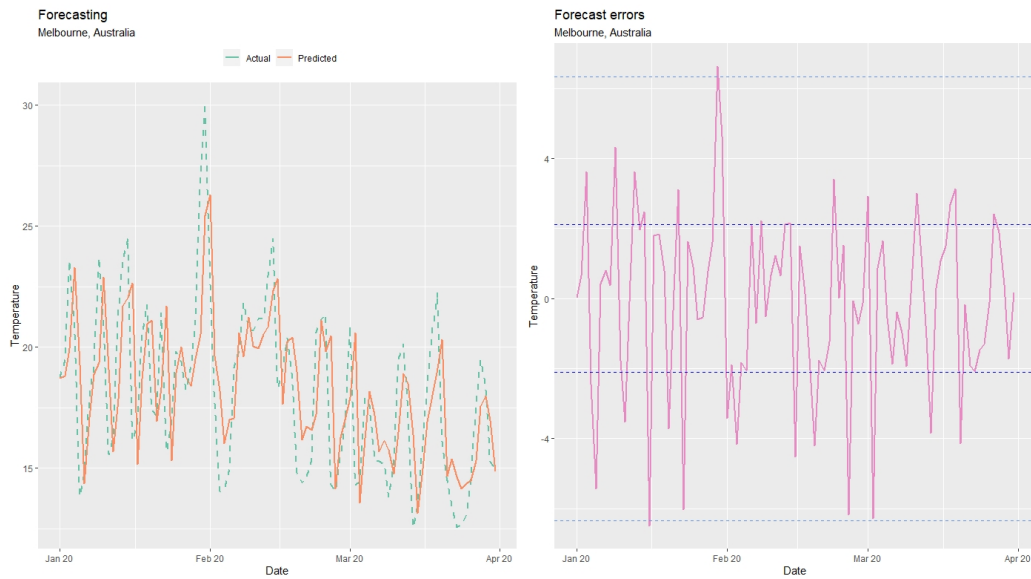 Forecasting
Melbourne, Australia
Actual Predicted
30
25
20
15
Temperature
Jan 20 Feb 20 Mar 20 Apr 20
Date
Forecast errors
Melbourne, Australia
4
0
-4
Temperature
Jan 20 Feb 20 Mar 20 Apr 20
Date